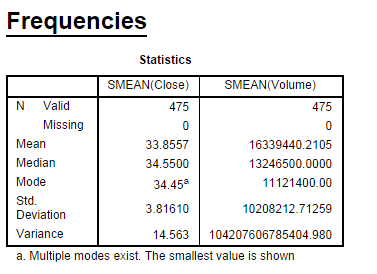 Frequencies
Statistics
SMEAN(Close) SMEAN(Volume)
N Valid 475 475
Missing 0 0
Mean 33.8557 16339440.2105
Median 34.5500 13246500.0000
Mode 34.45a 11121400.00
Std.
Deviation 3.81610 10208212.71259
Variance 14.563 104207606785404.980
a. Multiple modes exist. The smallest value is shown